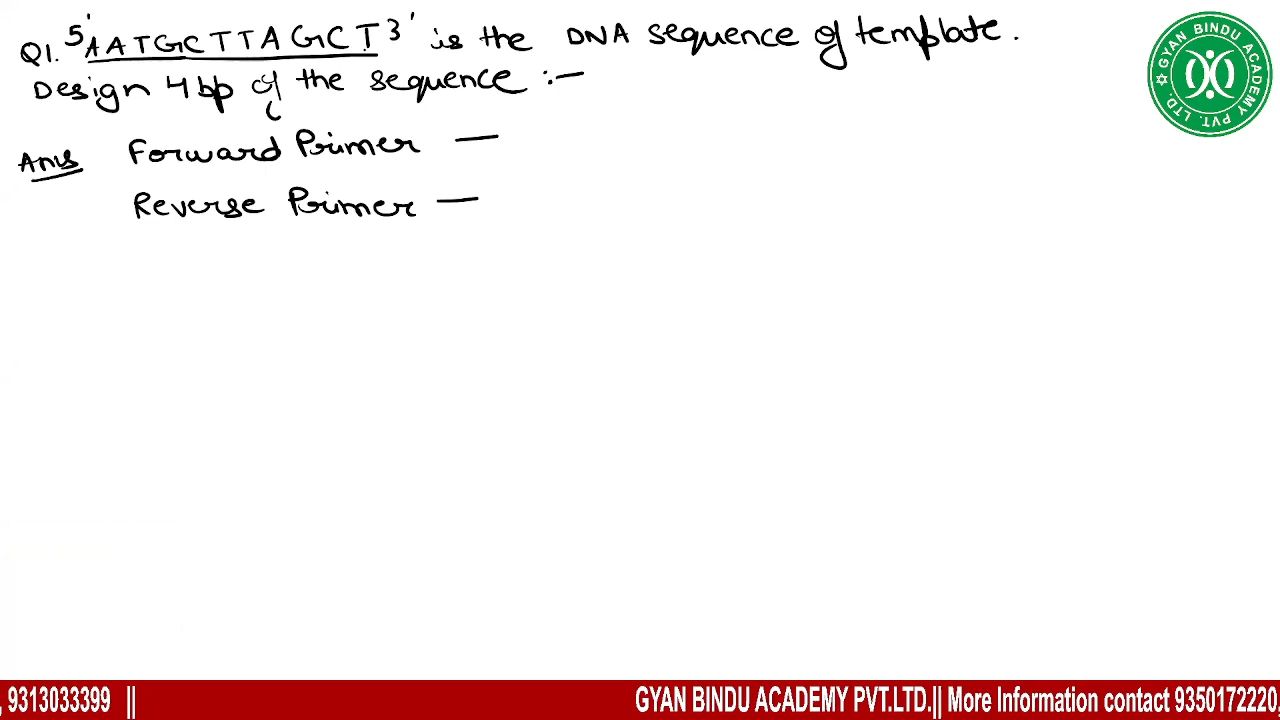 Q1. 5' AATGCTTAGCT 3' is the DNA sequence of template.
Design 4bp of the sequence :-
Ans Forward Primer —
Reverse Primer —
GYAN BINDU ACADEMY PVT. LTD.
, 9313033399 || GYAN BINDU ACADEMY PVT.LTD.|| More Information contact 9350172220,